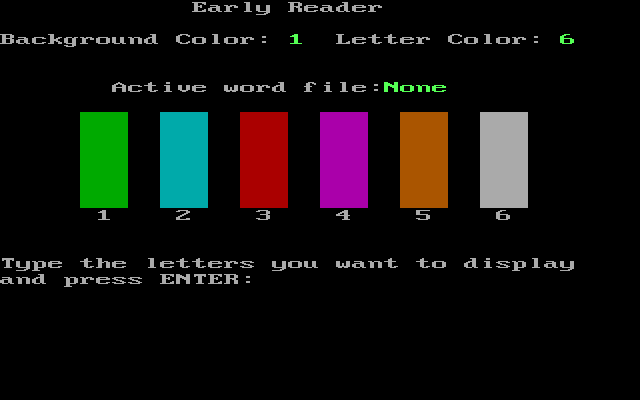 Early Reader
Background Color: 1  Letter Color: 6
Active word file:None
1 2 3 4 5 6
Type the letters you want to display
and press ENTER: